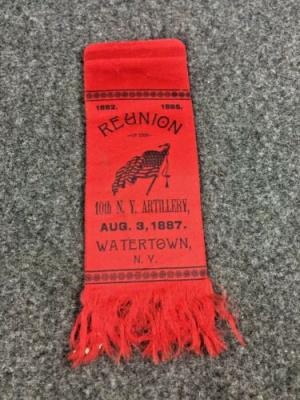 1862. 1865.
REUNION
—OF THE—
10th N. Y. ARTILLERY,
AUG. 3, 1887.
WATERTOWN,
N. Y.